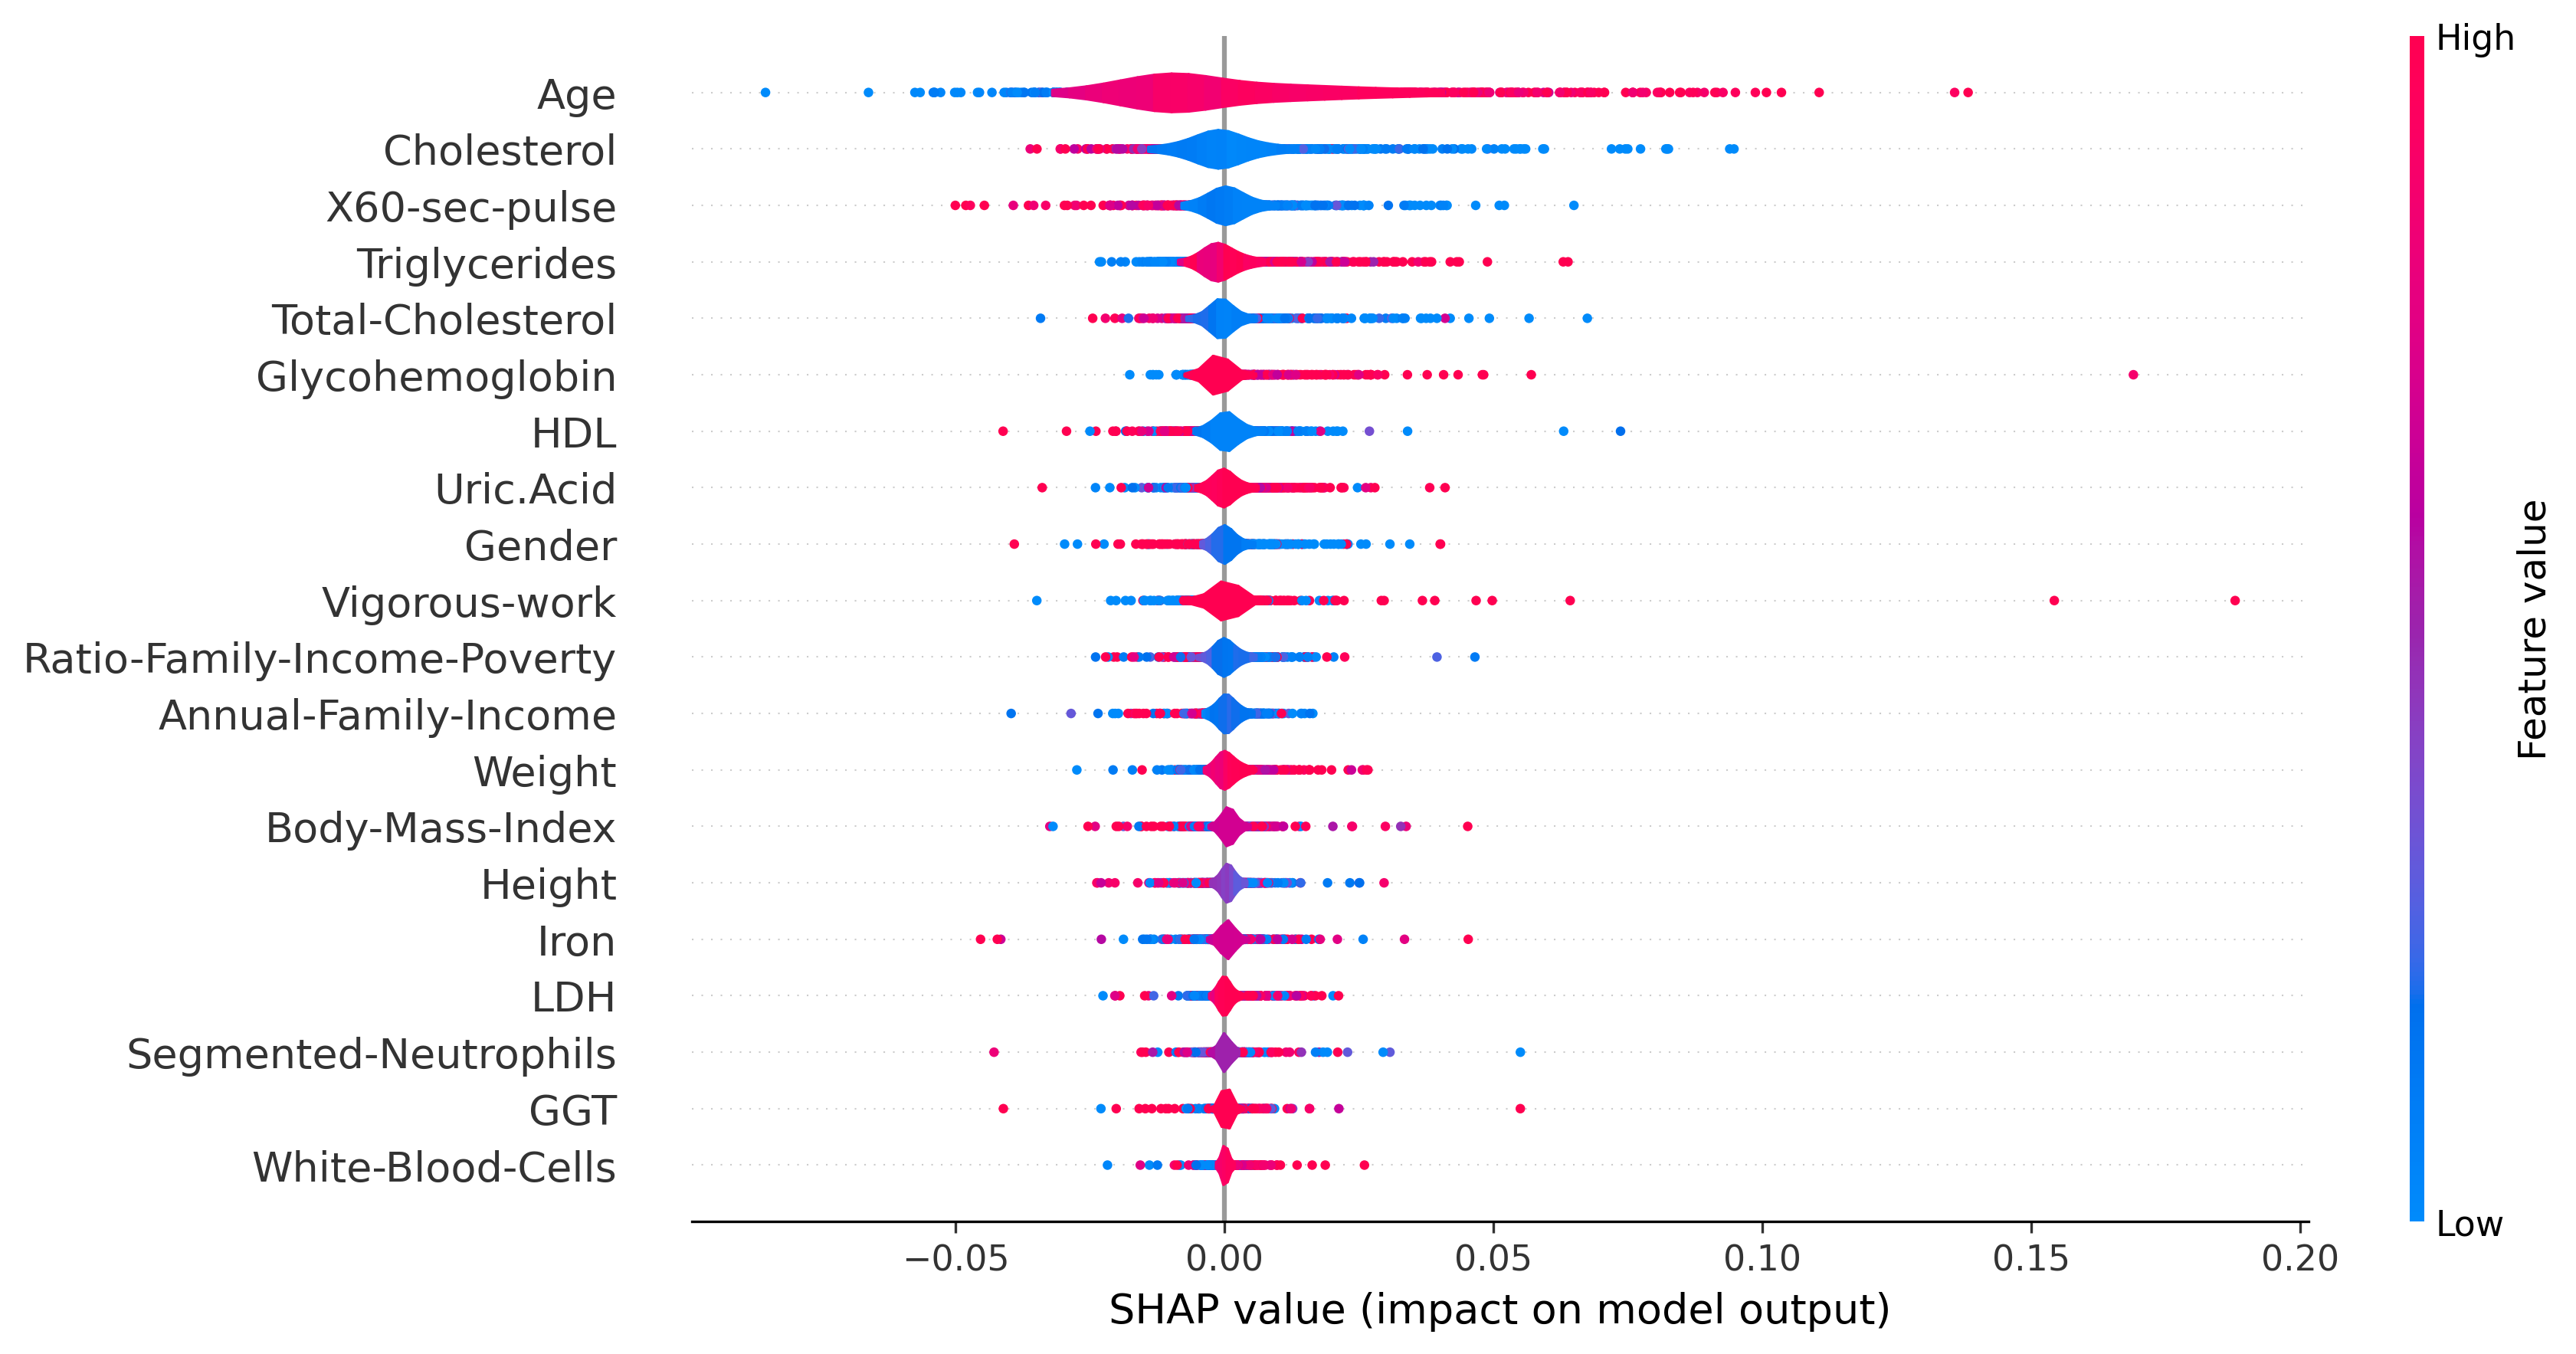 High
Age
Cholesterol
X60-sec-pulse
Triglycerides
Total-Cholesterol
Glycohemoglobin
HDL
Uric.Acid
Gender
Vigorous-work
Ratio-Family-Income-Poverty
Annual-Family-Income
Weight
Body-Mass-Index
Height
Iron
LDH
Segmented-Neutrophils
GGT
White-Blood-Cells
Feature value
Low
−0.05 0.00 0.05 0.10 0.15 0.20
SHAP value (impact on model output)